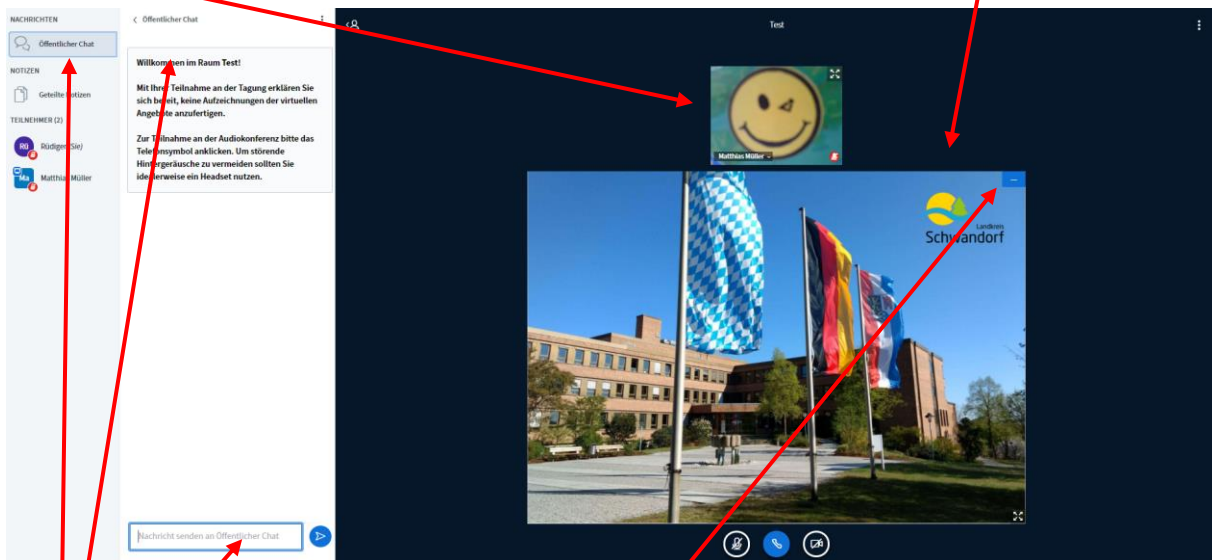 NACHRICHTEN
Öffentlicher Chat
NOTIZEN
Geteilte Notizen
TEILNEHMER (2)
Rü
Rüdiger (Sie)
Ma
Matthias Müller
Öffentlicher Chat
Willkommen im Raum Test!
Mit Ihrer Teilnahme an der Tagung erklären Sie
sich bereit, keine Aufzeichnungen der virtuellen
Angebote anzufertigen.
Zur Teilnahme an der Audiokonferenz bitte das
Telefonsymbol anklicken. Um störende
Hintergeräusche zu vermeiden sollten Sie
idealerweise ein Headset nutzen.
Nachricht senden an Öffentlicher Chat
Test
Matthias Müller
Landkreis
Schwandorf